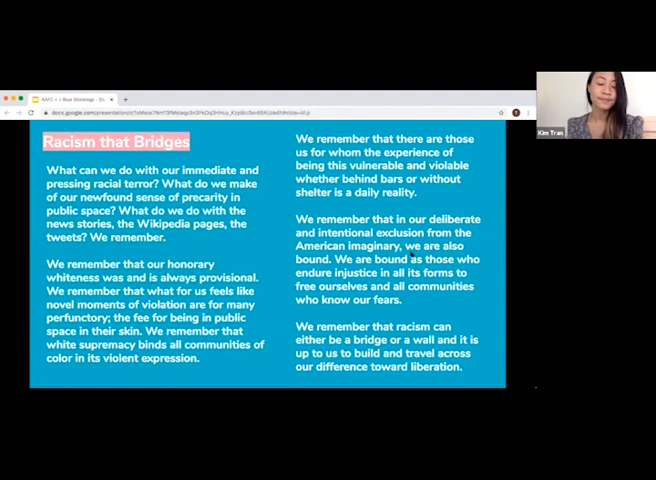 AAFC < > Blue Stockings - Sli
docs.google.com/presentation/d/
Kim Tran
Racism that Bridges
What can we do with our immediate and
pressing racial terror? What do we make
of our newfound sense of precarity in
public space? What do we do with the
news stories, the Wikipedia pages, the
tweets? We remember.
We remember that our honorary
whiteness was and is always provisional.
We remember that what for us feels like
novel moments of violation are for many
perfunctory; the fee for being in public
space in their skin. We remember that
white supremacy binds all communities of
color in its violent expression.
We remember that there are those
us for whom the experience of
being this vulnerable and violable
whether behind bars or without
shelter is a daily reality.
We remember that in our deliberate
and intentional exclusion from the
American imaginary, we are also
bound. We are bound as those who
endure injustice in all its forms to
free ourselves and all communities
who know our fears.
We remember that racism can
either be a bridge or a wall and it is
up to us to build and travel across
our difference toward liberation.